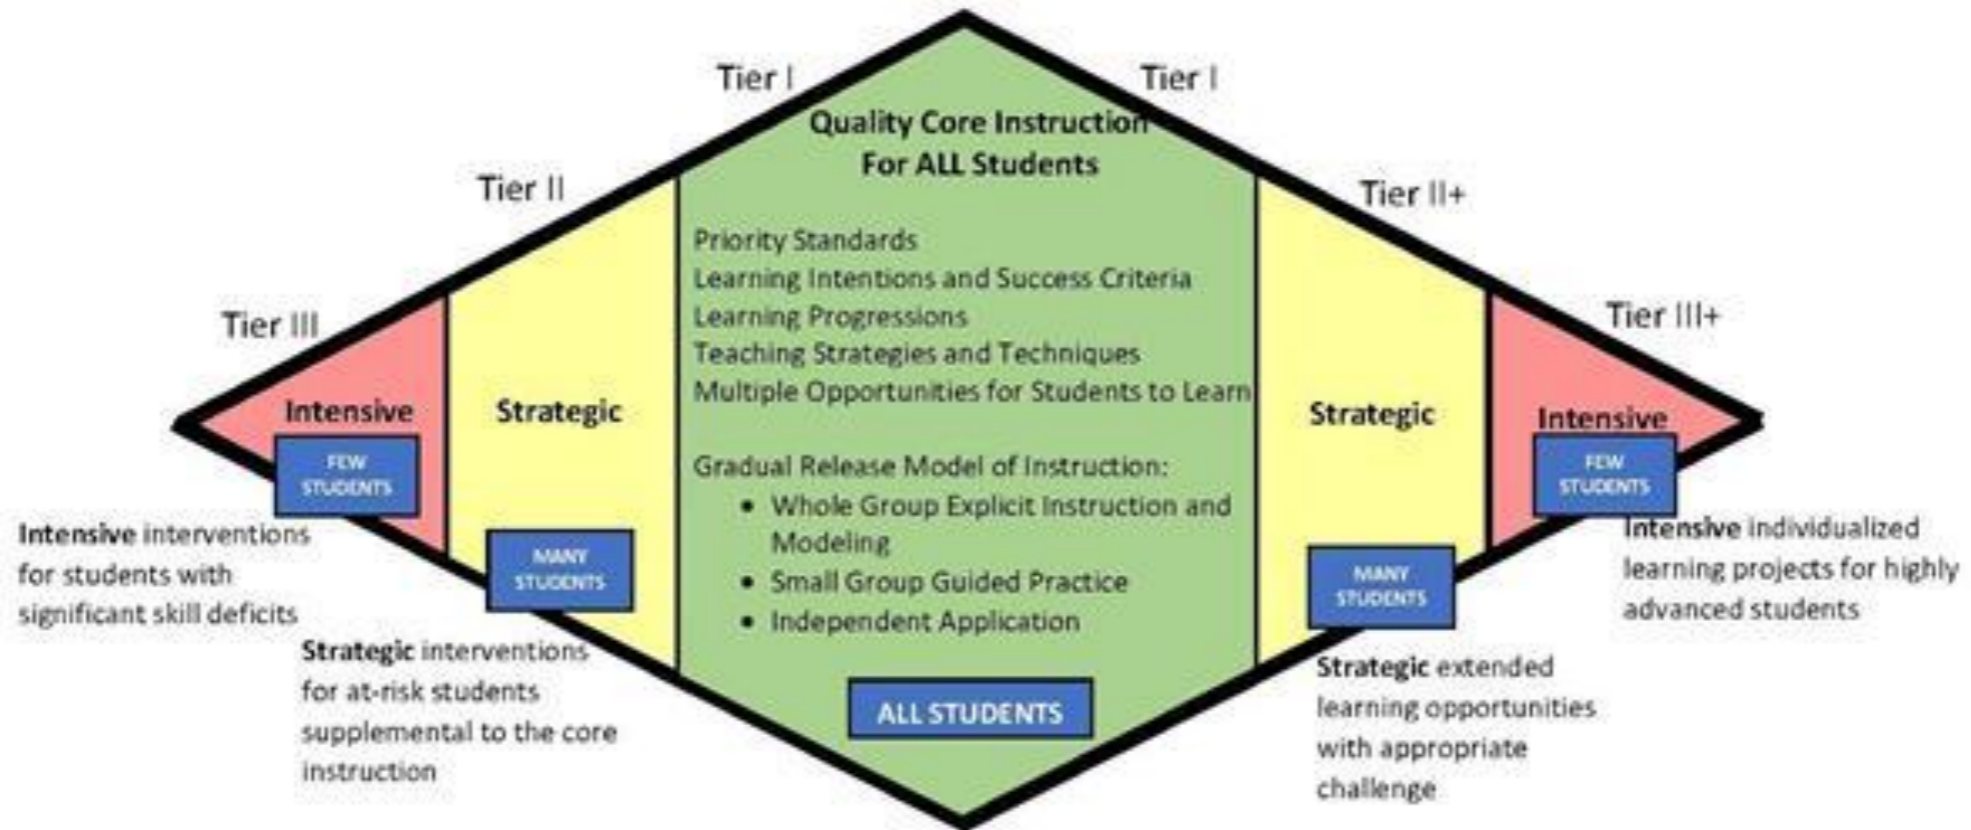 Tier I
Tier I
Quality Core Instruction
For ALL Students
Tier II
Tier II+
Priority Standards
Learning Intentions and Success Criteria
Learning Progressions
Teaching Strategies and Techniques
Multiple Opportunities for Students to Learn
Tier III
Tier III+
Intensive
Strategic
Strategic
Intensive
FEW
STUDENTS
FEW
STUDENTS
Gradual Release Model of Instruction:
• Whole Group Explicit Instruction and
Modeling
• Small Group Guided Practice
• Independent Application
Intensive interventions
for students with
significant skill deficits
MANY
STUDENTS
MANY
STUDENTS
Intensive individualized
learning projects for highly
advanced students
Strategic interventions
for at-risk students
supplemental to the core
instruction
ALL STUDENTS
Strategic extended
learning opportunities
with appropriate
challenge